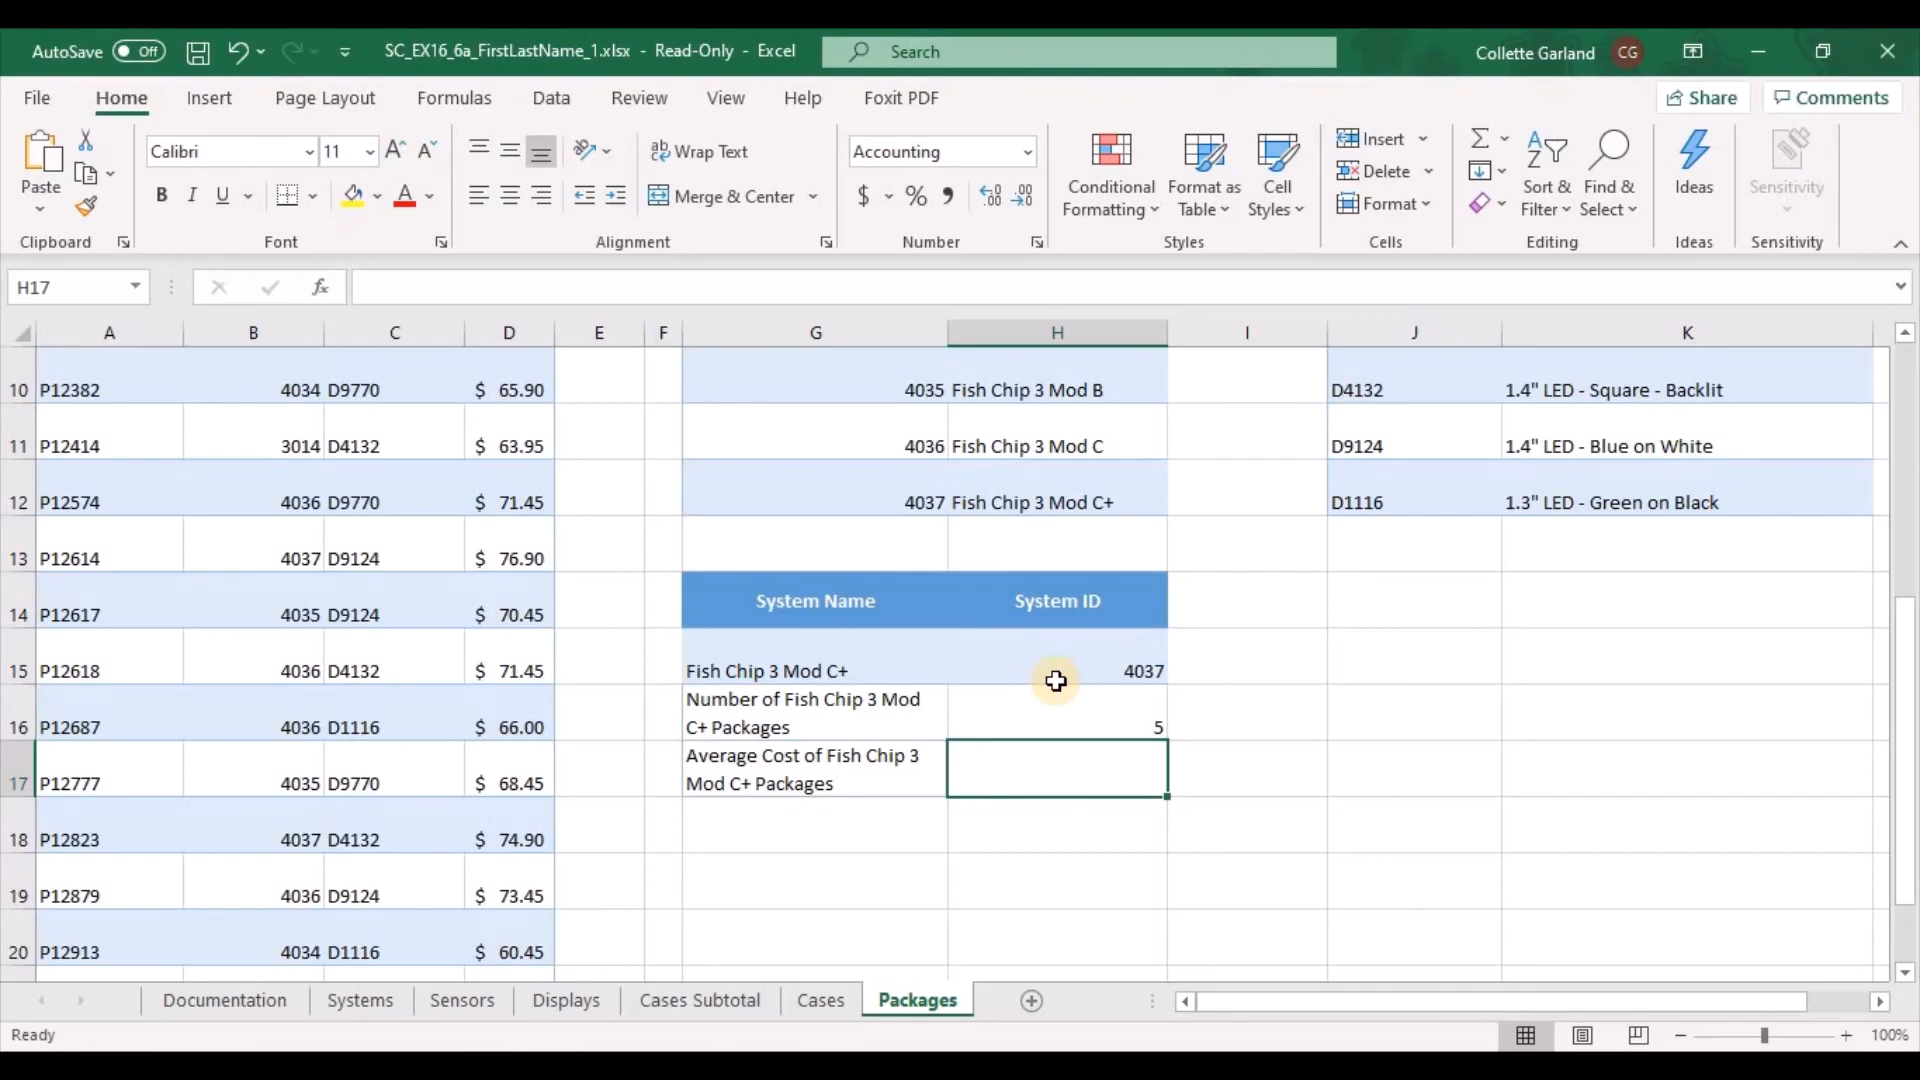 AutoSave Off SC_EX16_6a_FirstLastName_1.xlsx - Read-Only - Excel Search Collette Garland CG
File Home Insert Page Layout Formulas Data Review View Help Foxit PDF Share Comments
Paste Calibri 11 A^ A˅ Wrap Text Accounting Conditional Formatting Format as Table Cell Styles Insert Delete Format Sort & Filter Find & Select Ideas Sensitivity
B I U A Merge & Center $ % ,
Clipboard Font Alignment Number Styles Cells Editing Ideas Sensitivity
H17 fx
A B C D E F G H I J K
10 P12382 4034 D9770 $ 65.90 4035 Fish Chip 3 Mod B D4132 1.4" LED - Square - Backlit
11 P12414 3014 D4132 $ 63.95 4036 Fish Chip 3 Mod C D9124 1.4" LED - Blue on White
12 P12574 4036 D9770 $ 71.45 4037 Fish Chip 3 Mod C+ D1116 1.3" LED - Green on Black
13 P12614 4037 D9124 $ 76.90
14 P12617 4035 D9124 $ 70.45 System Name System ID
15 P12618 4036 D4132 $ 71.45 Fish Chip 3 Mod C+ 4037
Number of Fish Chip 3 Mod
16 P12687 4036 D1116 $ 66.00 C+ Packages 5
Average Cost of Fish Chip 3
17 P12777 4035 D9770 $ 68.45 Mod C+ Packages
18 P12823 4037 D4132 $ 74.90
19 P12879 4036 D9124 $ 73.45
20 P12913 4034 D1116 $ 60.45
Documentation Systems Sensors Displays Cases Subtotal Cases Packages
Ready 100%